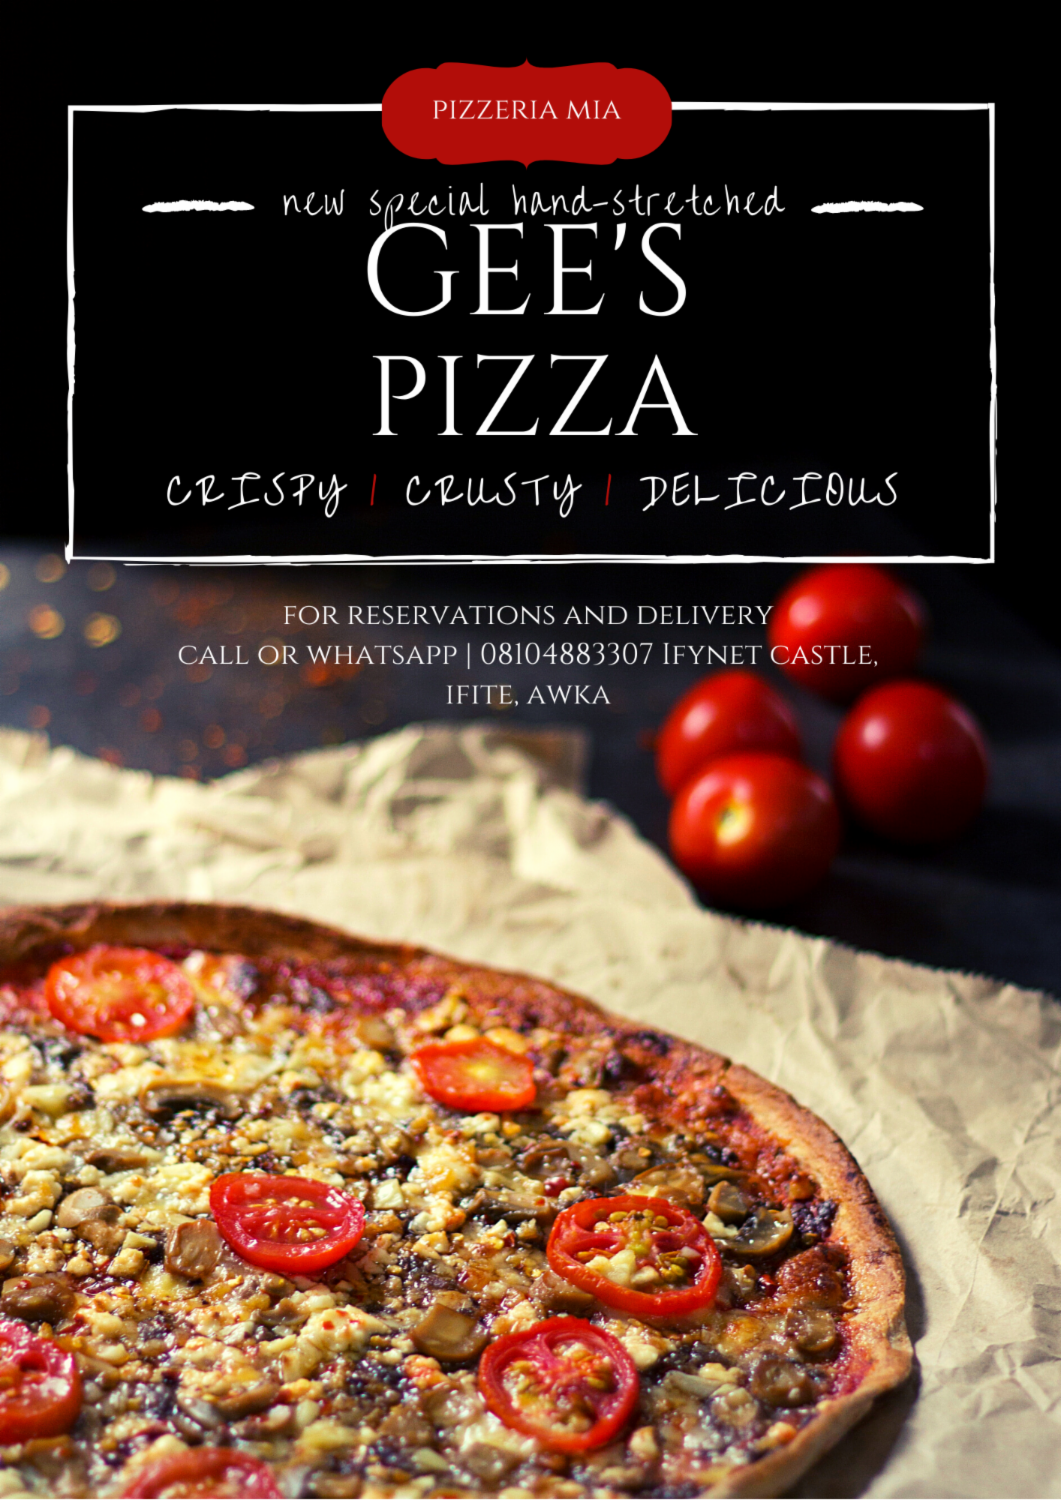 PIZZERIA MIA
new special hand-stretched
GEE'S
PIZZA
CRISPY | CRUSTY | DELICIOUS
FOR RESERVATIONS AND DELIVERY
CALL OR WHATSAPP | 08104883307 IFYNET CASTLE,
IFITE, AWKA